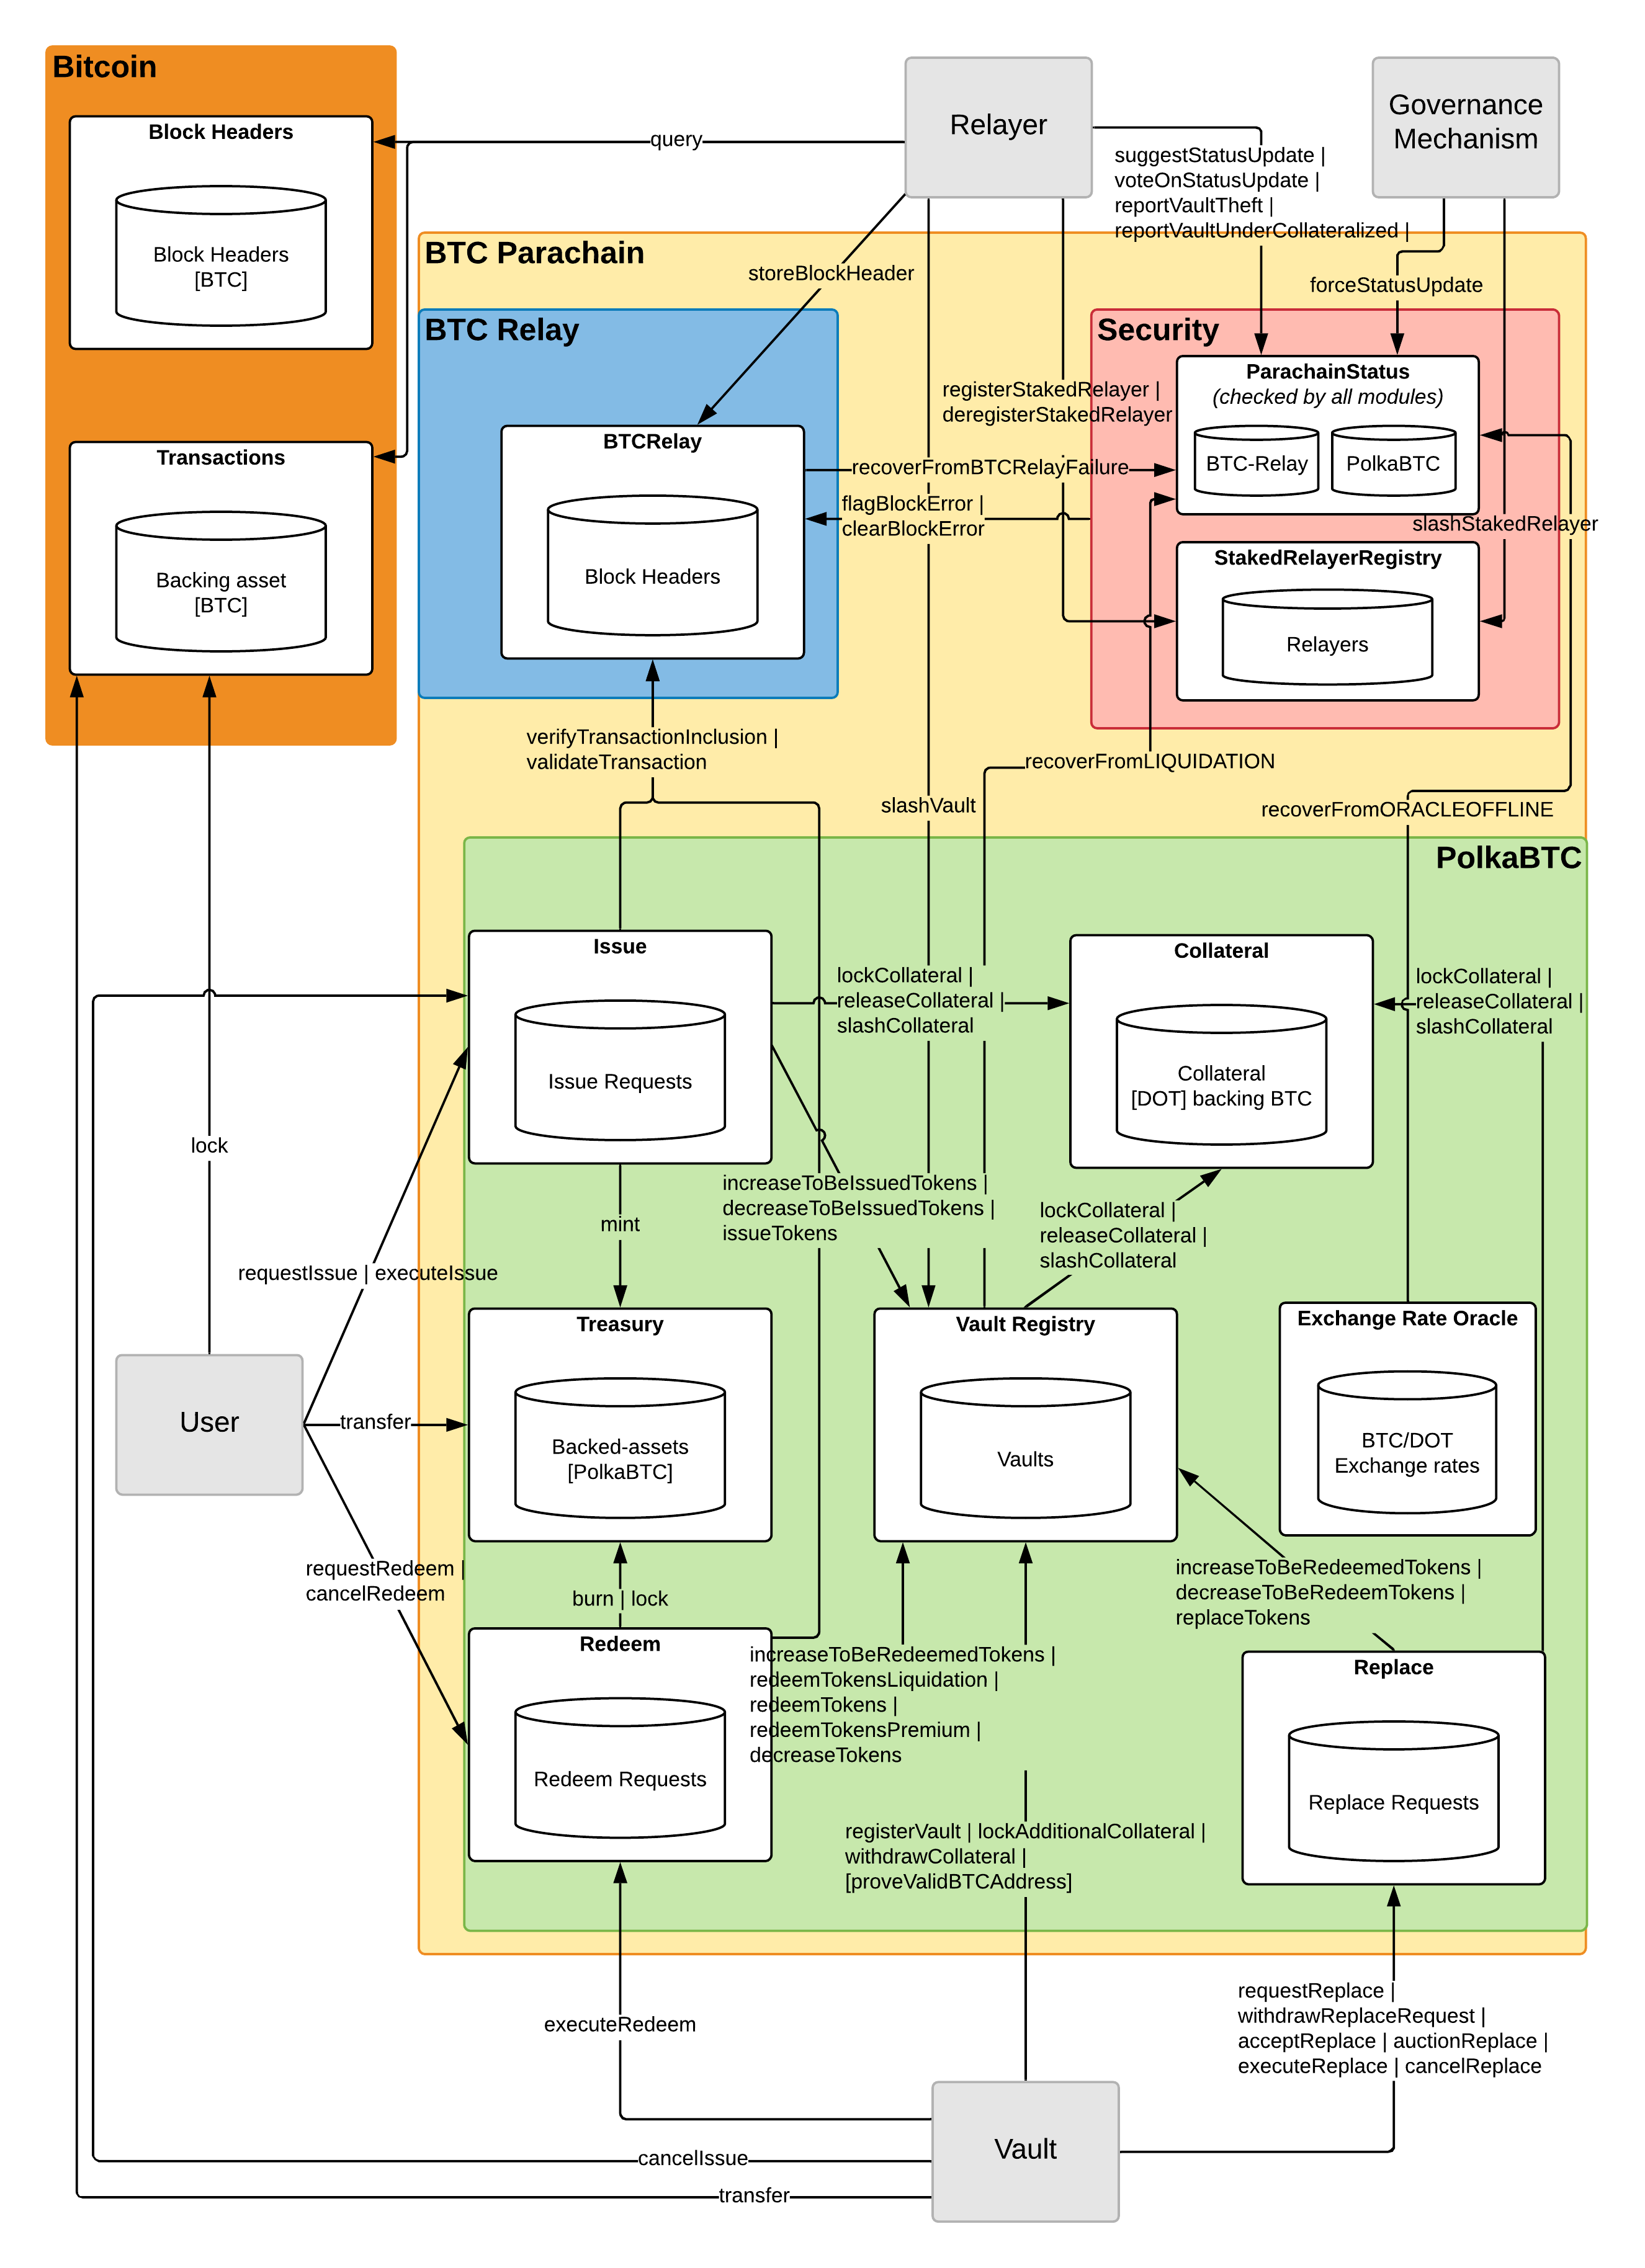 Bitcoin
Block Headers
Block Headers
[BTC]
Transactions
Backing asset
[BTC]
query
Relayer
Governance
Mechanism
suggestStatusUpdate |
voteOnStatusUpdate |
reportVaultTheft |
reportVaultUnderCollateralized |
BTC Parachain
storeBlockHeader
forceStatusUpdate
BTC Relay
BTCRelay
Block Headers
Security
ParachainStatus
(checked by all modules)
BTC-Relay
PolkaBTC
registerStakedRelayer |
deregisterStakedRelayer
recoverFromBTCRelayFailure
flagBlockError |
clearBlockError
slashStakedRelayer
StakedRelayerRegistry
Relayers
verifyTransactionInclusion |
validateTransaction
recoverFromLIQUIDATION
slashVault
recoverFromORACLEOFFLINE
PolkaBTC
Issue
Issue Requests
lockCollateral |
releaseCollateral |
slashCollateral
Collateral
Collateral
[DOT] backing BTC
lockCollateral |
releaseCollateral |
slashCollateral
lock
increaseToBeIssuedTokens |
decreaseToBeIssuedTokens |
issueTokens
mint
lockCollateral |
releaseCollateral |
slashCollateral
requestIssue | executeIssue
Treasury
Backed-assets
[PolkaBTC]
Vault Registry
Vaults
Exchange Rate Oracle
BTC/DOT
Exchange rates
User
transfer
requestRedeem |
cancelRedeem
burn | lock
increaseToBeRedeemedTokens |
decreaseToBeRedeemTokens |
replaceTokens
Redeem
Redeem Requests
increaseToBeRedeemedTokens |
redeemTokensLiquidation |
redeemTokens |
redeemTokensPremium |
decreaseTokens
Replace
Replace Requests
registerVault | lockAdditionalCollateral |
withdrawCollateral |
[proveValidBTCAddress]
executeRedeem
requestReplace |
withdrawReplaceRequest |
acceptReplace | auctionReplace |
executeReplace | cancelReplace
Vault
cancelIssue
transfer